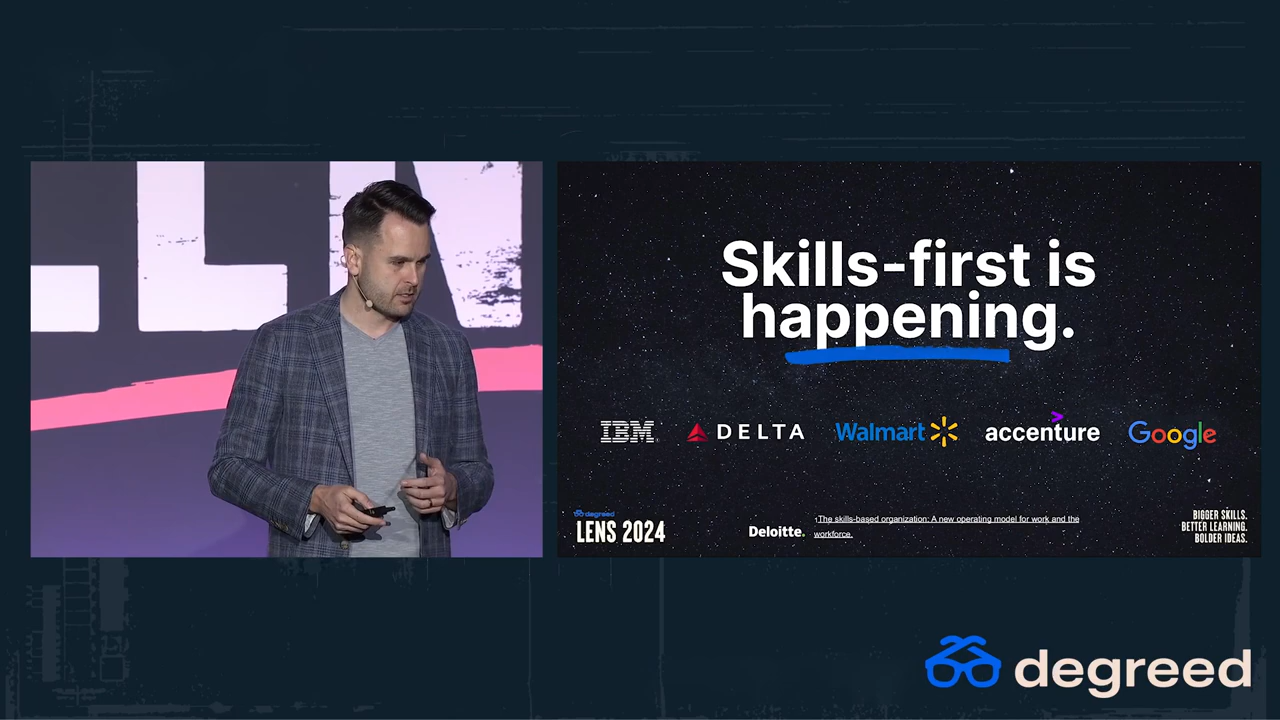 Skills-first is
happening.
IBM DELTA Walmart accenture Google
degreed
LENS 2024
Deloitte.
The skills-based organization: A new operating model for work and the
workforce.
BIGGER SKILLS.
BETTER LEARNING.
BOLDER IDEAS.
degreed